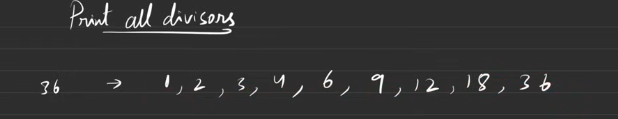 Print all divisors
36 → 1, 2, 3, 4, 6, 9, 12, 18, 36